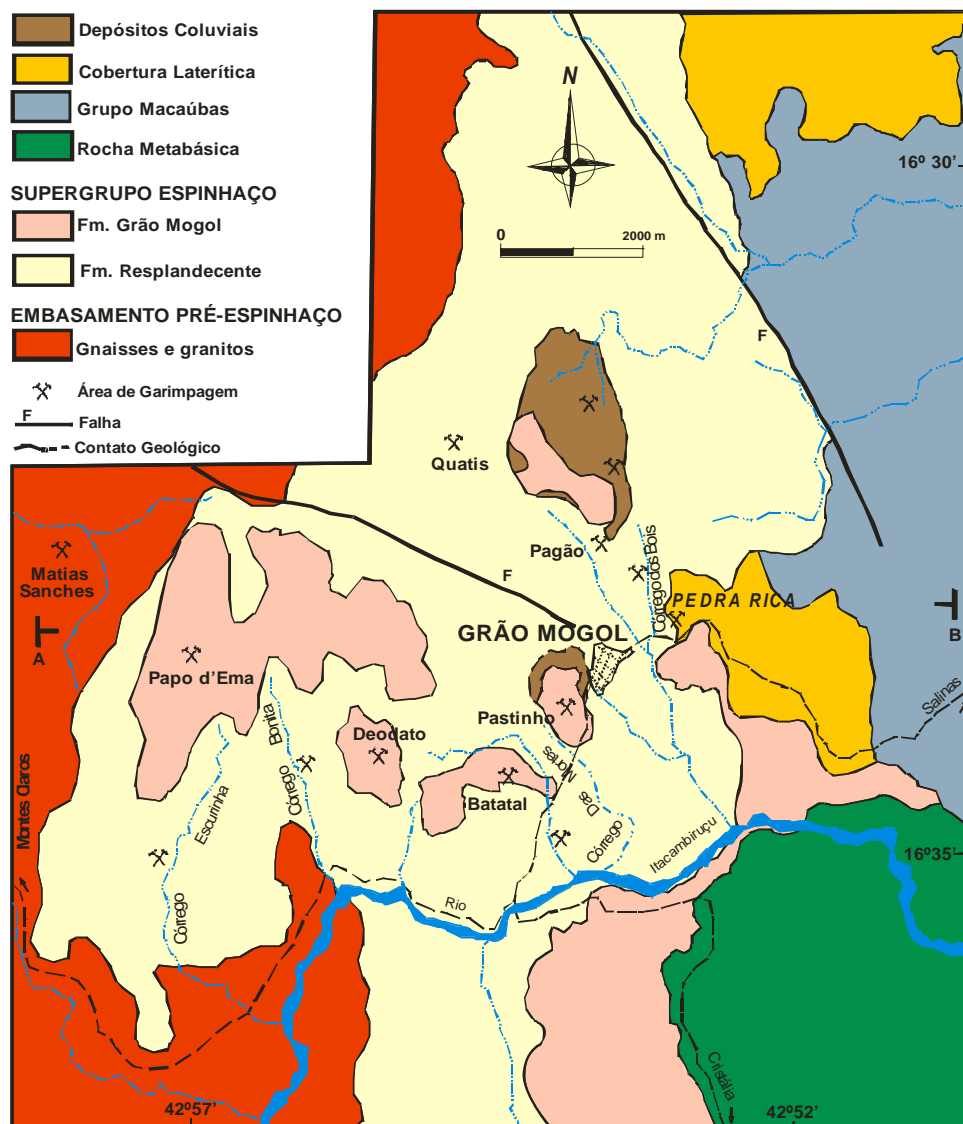 Depósitos Coluviais
Cobertura Laterítica
Grupo Macaúbas
Rocha Metabásica
SUPERGRUPO ESPINHAÇO
Fm. Grão Mogol
Fm. Resplandecente
EMBASAMENTO PRÉ-ESPINHAÇO
Gnaisses e granitos
Área de Garimpagem
F
Falha
Contato Geológico
N
0 2000 m
16º 30'
F
Quatis
Pagão
Córrego dos Bois
Matias
Sanches
A
F
PEDRA RICA
B
GRÃO MOGOL
Papo d'Ema
Deodato
Pastinho
Batatal
Salinas
Córrego Bonita
Córrego Escurinha
Córrego Das Mortes
Montes Claros
Rio Itacambiruçu
16º35'
Cristália
42º57'
42º52'